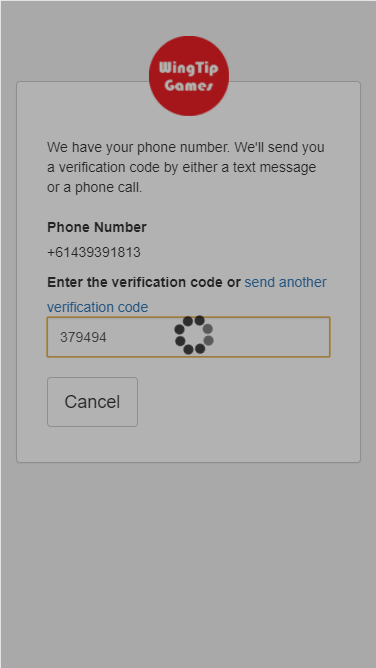 WingTip
Games
We have your phone number. We'll send you
a verification code by either a text message
or a phone call.
Phone Number
+61439391813
Enter the verification code or send another
verification code
379494
Cancel